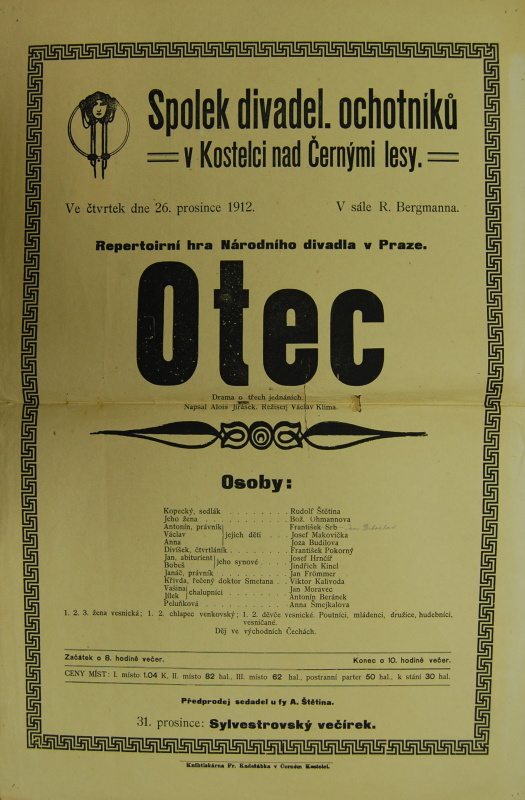 Spolek divadel. ochotníků
v Kostelci nad Černými lesy.
Ve čtvrtek dne 26. prosince 1912. V sále R. Bergmanna.
Repertoirní hra Národního divadla v Praze.
Otec
Drama o třech jednáních.
Napsal Alois Jirásek. Režiser Václav Klíma.
Osoby:
Kopecký, sedlák . . . . . . . . Rudolf Štětina
Jeho žena . . . . . . . . . . . Bož. Ohmannova
Antonín, právník František Srb
Václav jejich děti . . . . Josef Makovička
Anna Joza Budilova
Divíšek, čtvrtláník . . . . . . František Pokorný
Jan, abiturient jeho synové . . . . Josef Hrnčíř
Bobeš Jindřich Kincl
Janáč, právník . . . . . . . . Jan Frömmer
Křivda, řečený doktor Smetana . . Viktor Kalivoda
Vašina chalupníci . . . . . . Jan Moravec
Jílek Antonín Beránek
Peluňková . . . . . . . . . . Anna Smejkalova
1. 2. 3. žena vesnická; 1. 2. chlapec venkovský; 1. 2. děvče vesnické. Poutníci, mládenci, družice, hudebníci,
vesničané.
Děj ve východních Čechách.
Začátek o 8. hodině večer. Konec o 10. hodině večer.
CENY MÍST: I. místo 1.04 K, II. místo 82 hal., III. místo 62 hal., postranní parter 50 hal., k stání 30 hal.
Předprodej sedadel u fy A. Štětina.
31. prosince: Sylvestrovský večírek.
Knihtiskárna Fr. Kadeřábka v Černém Kostelci.